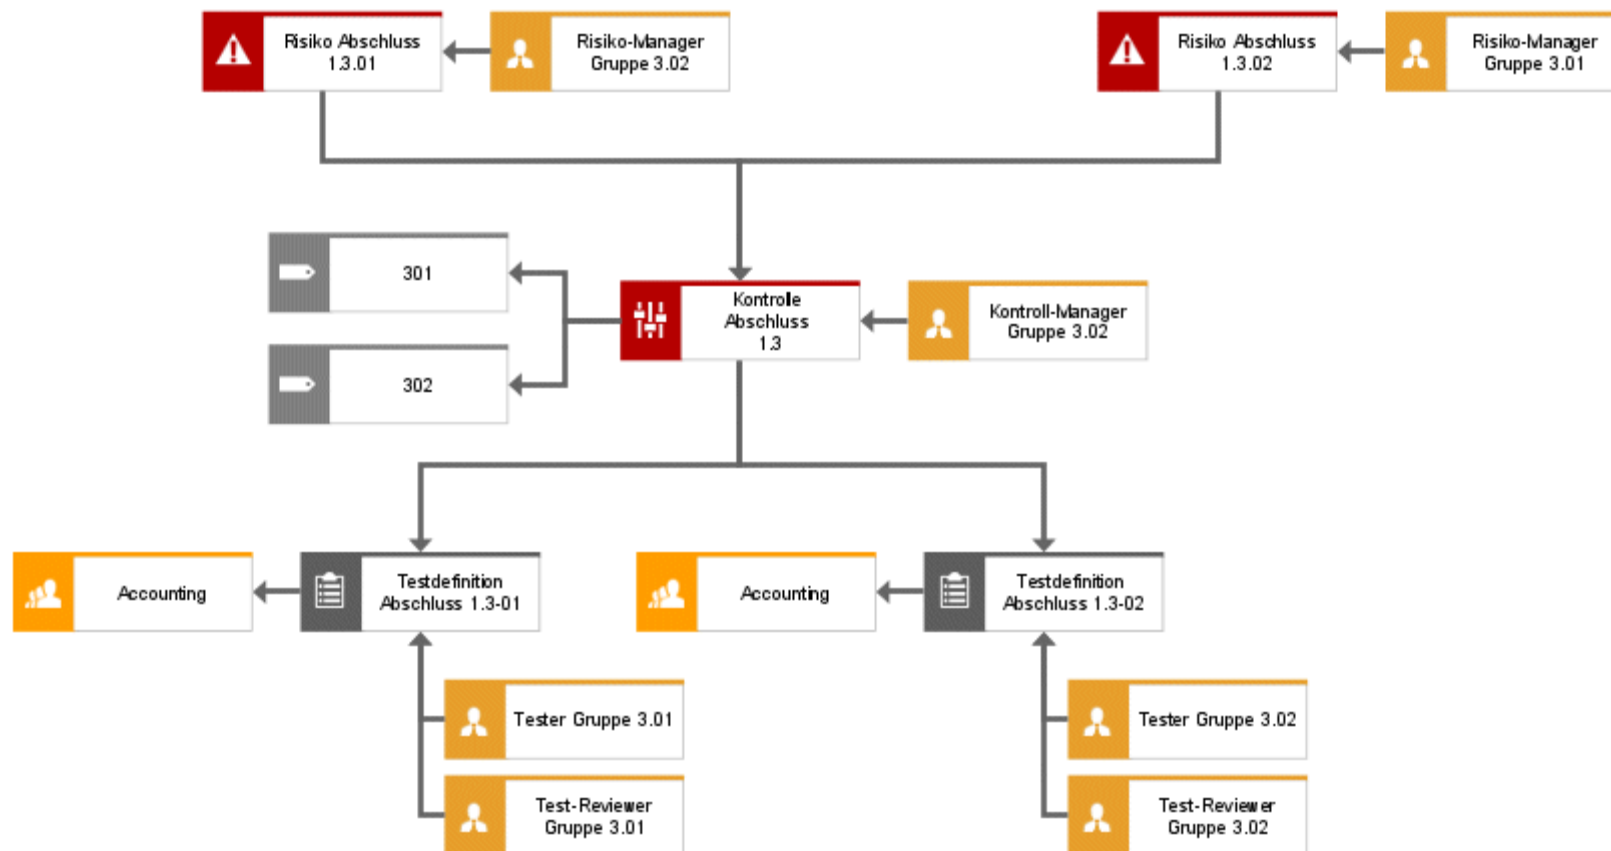 Risiko Abschluss
1.3.01
Risiko-Manager
Gruppe 3.02
Risiko Abschluss
1.3.02
Risiko-Manager
Gruppe 3.01
301
302
Kontrolle
Abschluss
1.3
Kontroll-Manager
Gruppe 3.02
Accounting
Testdefinition
Abschluss 1.3-01
Accounting
Testdefinition
Abschluss 1.3-02
Tester Gruppe 3.01
Test-Reviewer
Gruppe 3.01
Tester Gruppe 3.02
Test-Reviewer
Gruppe 3.02